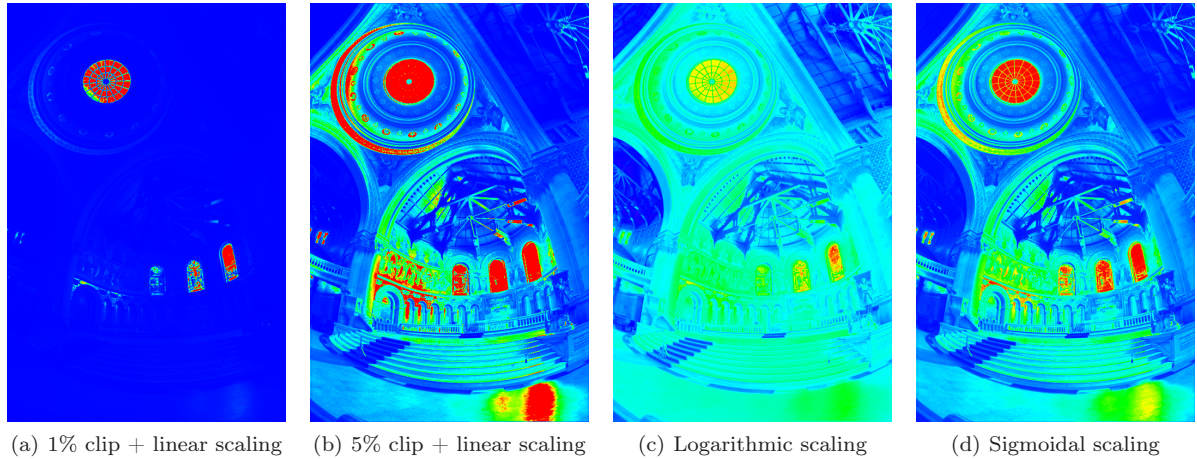 (a) 1% clip + linear scaling
(b) 5% clip + linear scaling
(c) Logarithmic scaling
(d) Sigmoidal scaling